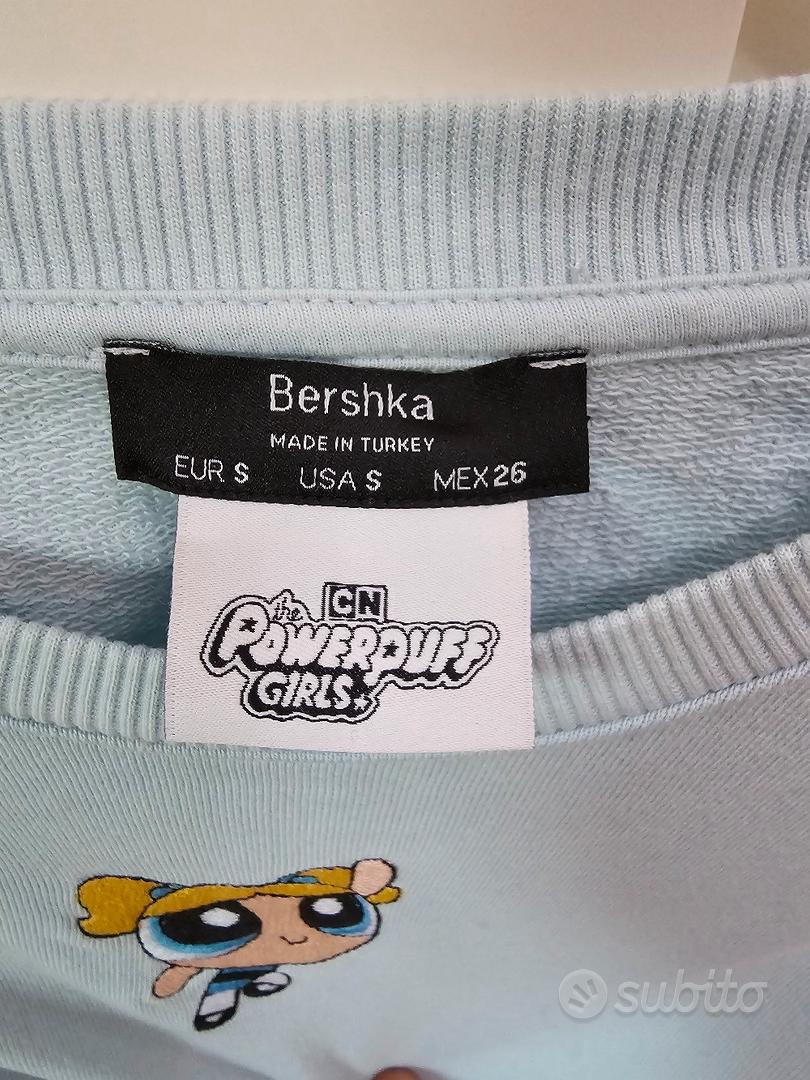 Bershka
MADE IN TURKEY
EUR S USA S MEX 26
CN
the
POWERPUFF
GIRLS
subito